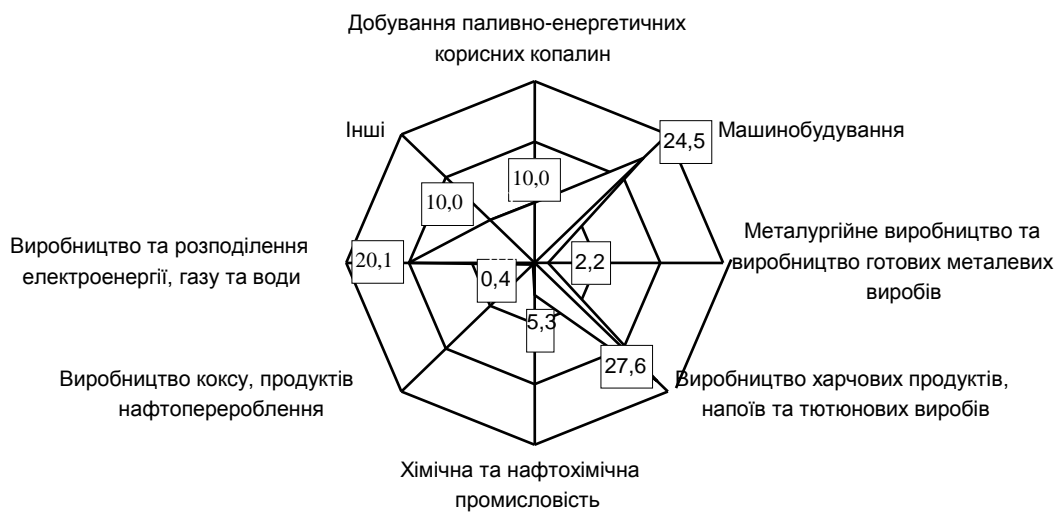 Добування паливно-енергетичних
корисних копалин
Інші
Машинобудування
24,5
10,0
10,0
Виробництво та розподілення
електроенергії, газу та води
20,1
0,4
2,2
Металургійне виробництво та
виробництво готових металевих
виробів
5,3
27,6
Виробництво коксу, продуктів
нафтоперероблення
Виробництво харчових продуктів,
напоїв та тютюнових виробів
Хімічна та нафтохімічна
промисловість